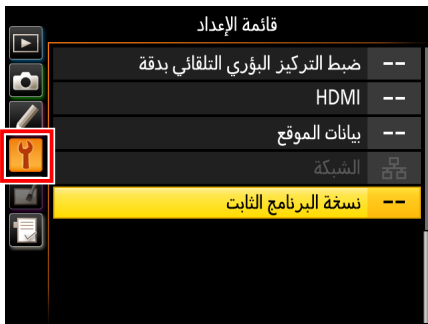 قائمة الإعداد
ضبط التركيز البؤري التلقائي بدقة --
HDMI --
بيانات الموقع --
الشبكة
نسخة البرنامج الثابت --